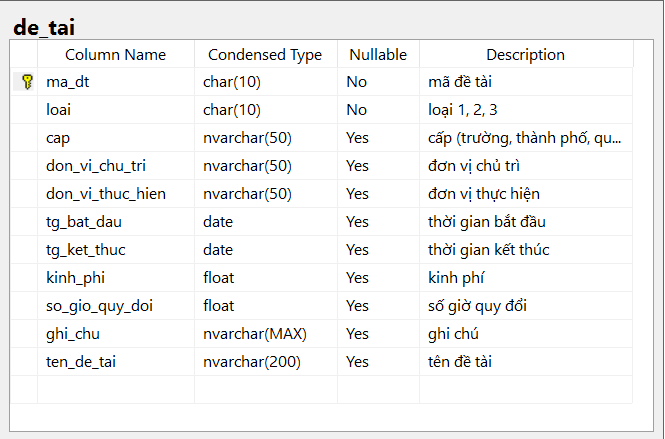 de_tai
Column Name Condensed Type Nullable Description
ma_dt char(10) No mã đề tài
loai char(10) No loại 1, 2, 3
cap nvarchar(50) Yes cấp (trường, thành phố, qu...
don_vi_chu_tri nvarchar(50) Yes đơn vị chủ trì
don_vi_thuc_hien nvarchar(50) Yes đơn vị thực hiện
tg_bat_dau date Yes thời gian bắt đầu
tg_ket_thuc date Yes thời gian kết thúc
kinh_phi float Yes kinh phí
so_gio_quy_doi float Yes số giờ quy đổi
ghi_chu nvarchar(MAX) Yes ghi chú
ten_de_tai nvarchar(200) Yes tên đề tài